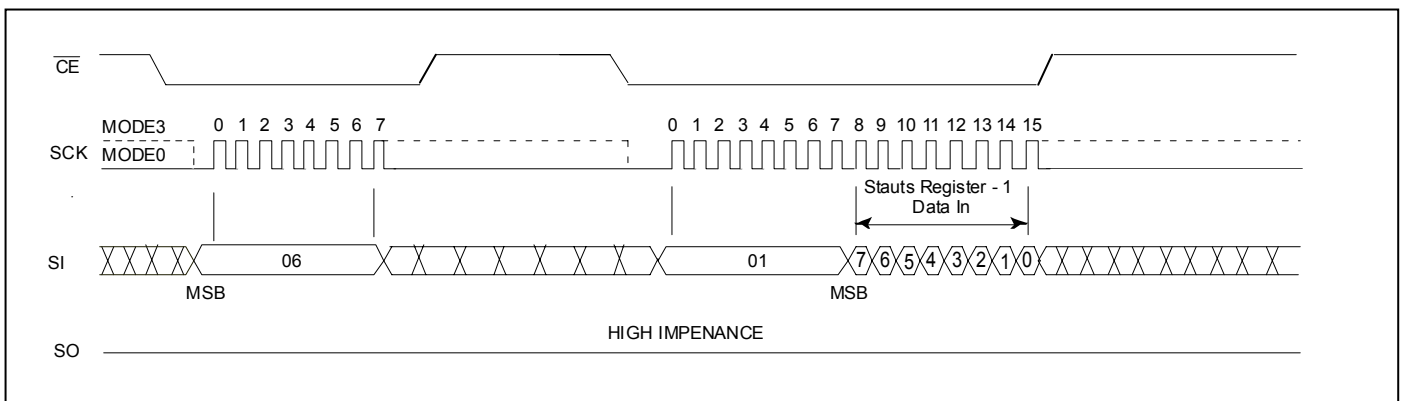 CE
MODE3 0 1 2 3 4 5 6 7 0 1 2 3 4 5 6 7 8 9 10 11 12 13 14 15
SCK MODE0
Stauts Register - 1
Data In
SI 06 01 7 6 5 4 3 2 1 0
MSB MSB
HIGH IMPENANCE
SO